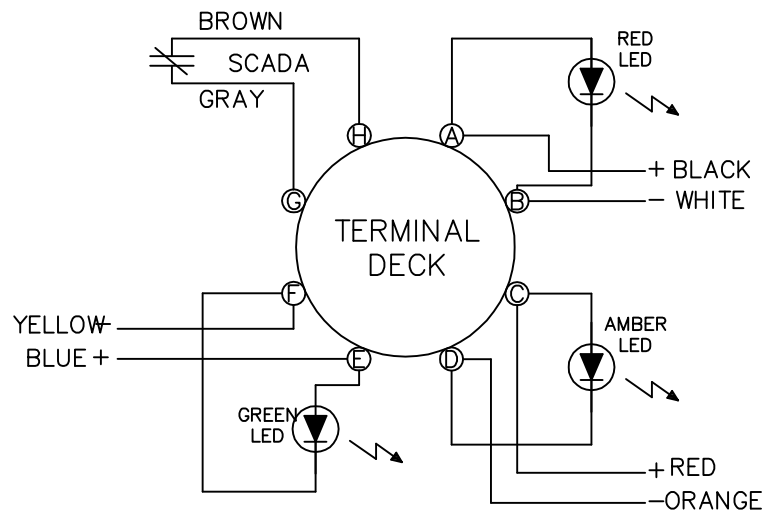 BROWN
SCADA
GRAY
RED
LED
H
A
+ BLACK
G
B
− WHITE
TERMINAL
DECK
F
C
YELLOW−
AMBER
LED
BLUE +
E
D
GREEN
LED
+ RED
−ORANGE